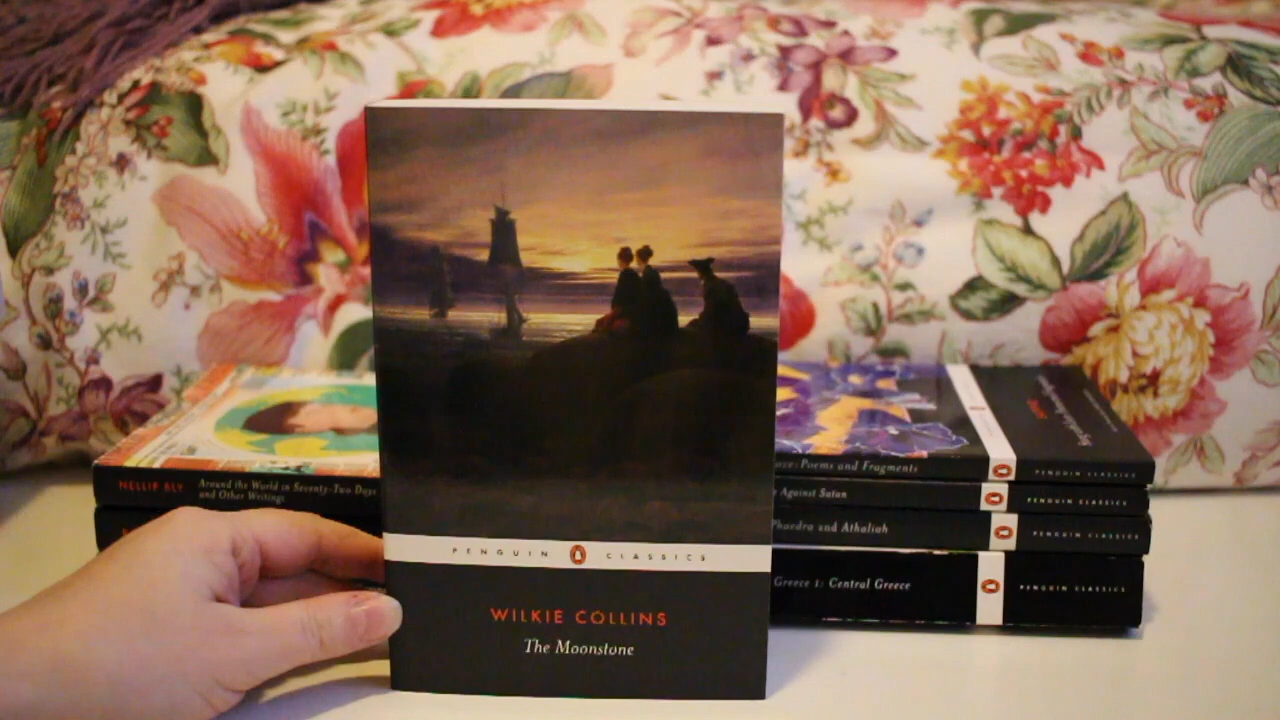 PENGUIN CLASSICS
WILKIE COLLINS
The Moonstone
NELLIE BLY
Around the World in Seventy-Two Days
and Other Writings
Poems and Fragments
PENGUIN CLASSICS
Against Satan
PENGUIN CLASSICS
Phaedra and Athaliah
PENGUIN CLASSICS
Greece 1: Central Greece
PENGUIN CLASSICS